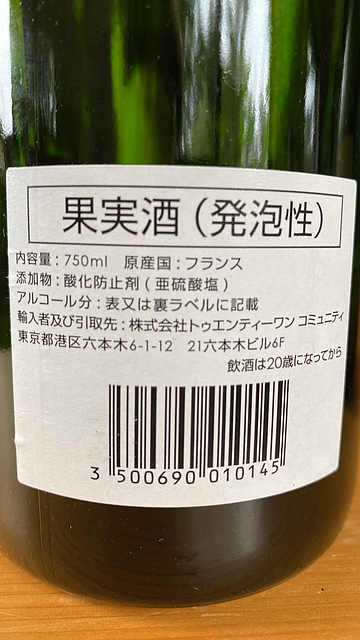 果実酒（発泡性）
内容量：750ml 原産国：フランス
添加物：酸化防止剤（亜硫酸塩）
アルコール分：表又は裏ラベルに記載
輸入者及び引取先：株式会社トゥエンティーワン コミュニティ
東京都港区六本木6-1-12 21六本木ビル6F
飲酒は20歳になってから
3 500690 010145